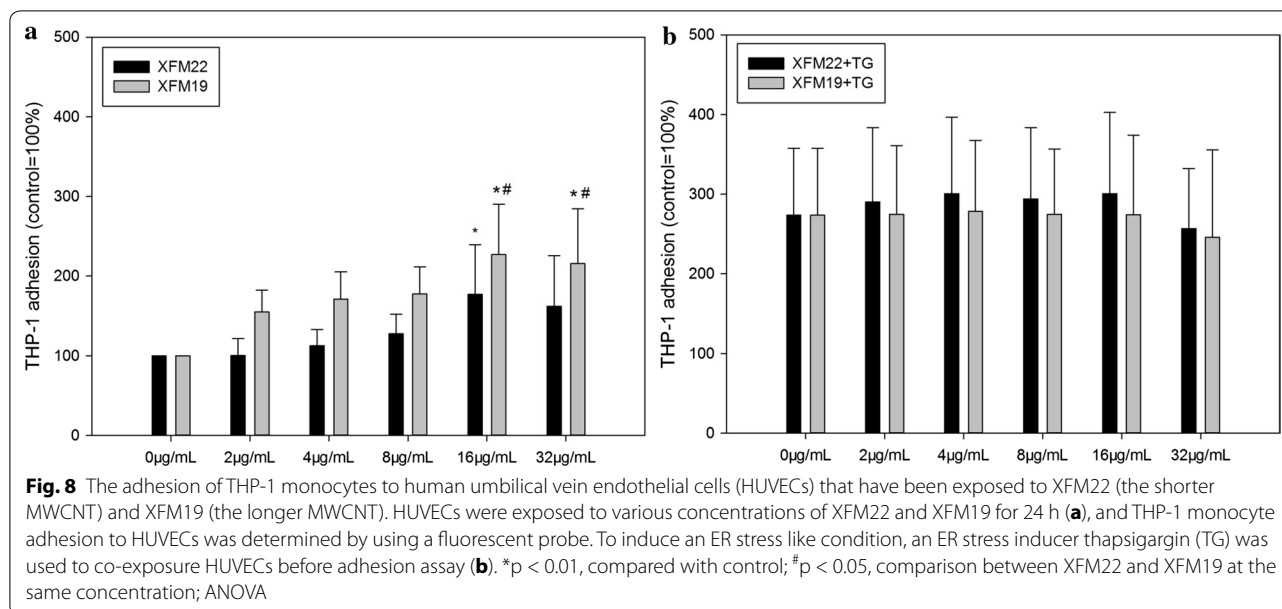 a
500
400
300
200
100
0
THP-1 adhesion (control=100%)
XFM22
XFM19
*
*#
*#
0µg/mL 2µg/mL 4µg/mL 8µg/mL 16µg/mL 32µg/mL
b
500
400
300
200
100
0
THP-1 adhesion (control=100%)
XFM22+TG
XFM19+TG
0µg/mL 2µg/mL 4µg/mL 8µg/mL 16µg/mL 32µg/mL
Fig. 8 The adhesion of THP-1 monocytes to human umbilical vein endothelial cells (HUVECs) that have been exposed to XFM22 (the shorter
MWCNT) and XFM19 (the longer MWCNT). HUVECs were exposed to various concentrations of XFM22 and XFM19 for 24 h (a), and THP-1 monocyte
adhesion to HUVECs was determined by using a fluorescent probe. To induce an ER stress like condition, an ER stress inducer thapsigargin (TG) was
used to co-exposure HUVECs before adhesion assay (b). *p < 0.01, compared with control; #p < 0.05, comparison between XFM22 and XFM19 at the
same concentration; ANOVA